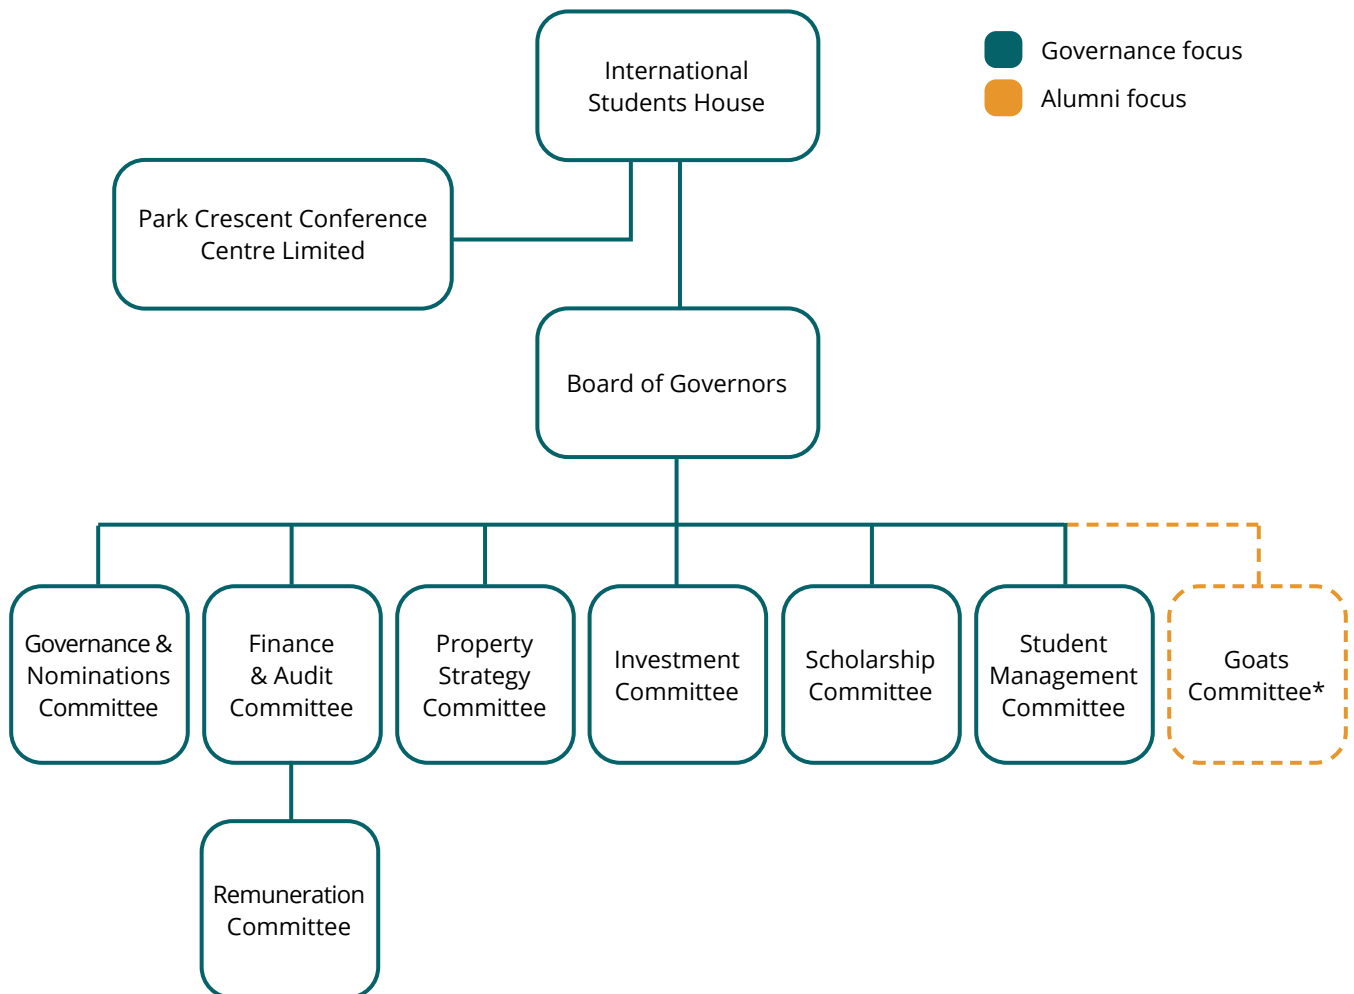 International
Students House
Governance focus
Alumni focus
Park Crescent Conference
Centre Limited
Board of Governors
Governance &
Nominations
Committee
Finance
& Audit
Committee
Property
Strategy
Committee
Investment
Committee
Scholarship
Committee
Student
Management
Committee
Goats
Committee*
Remuneration
Committee